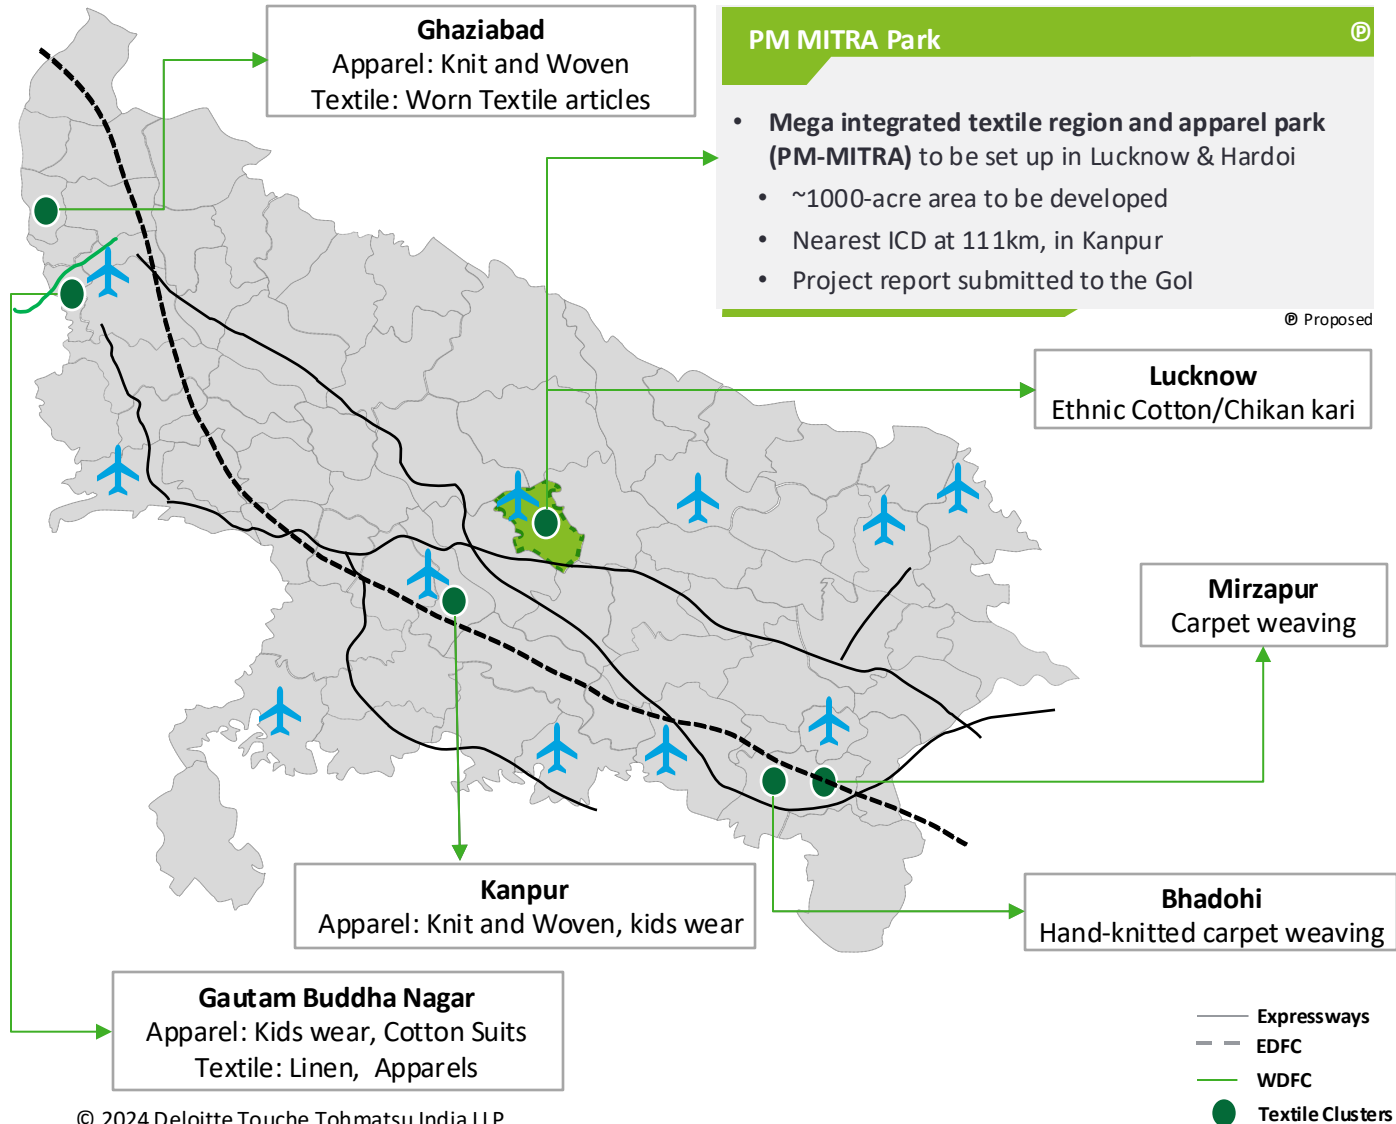 Ghaziabad
Apparel: Knit and Woven
Textile: Worn Textile articles
PM MITRA Park
℗
• Mega integrated textile region and apparel park
(PM-MITRA) to be set up in Lucknow & Hardoi
• ~1000-acre area to be developed
• Nearest ICD at 111km, in Kanpur
• Project report submitted to the GoI
℗ Proposed
Lucknow
Ethnic Cotton/Chikan kari
Mirzapur
Carpet weaving
Kanpur
Apparel: Knit and Woven, kids wear
Bhadohi
Hand-knitted carpet weaving
Gautam Buddha Nagar
Apparel: Kids wear, Cotton Suits
Textile: Linen, Apparels
Expressways
EDFC
WDFC
Textile Clusters
© 2024 Deloitte Touche Tohmatsu India LLP